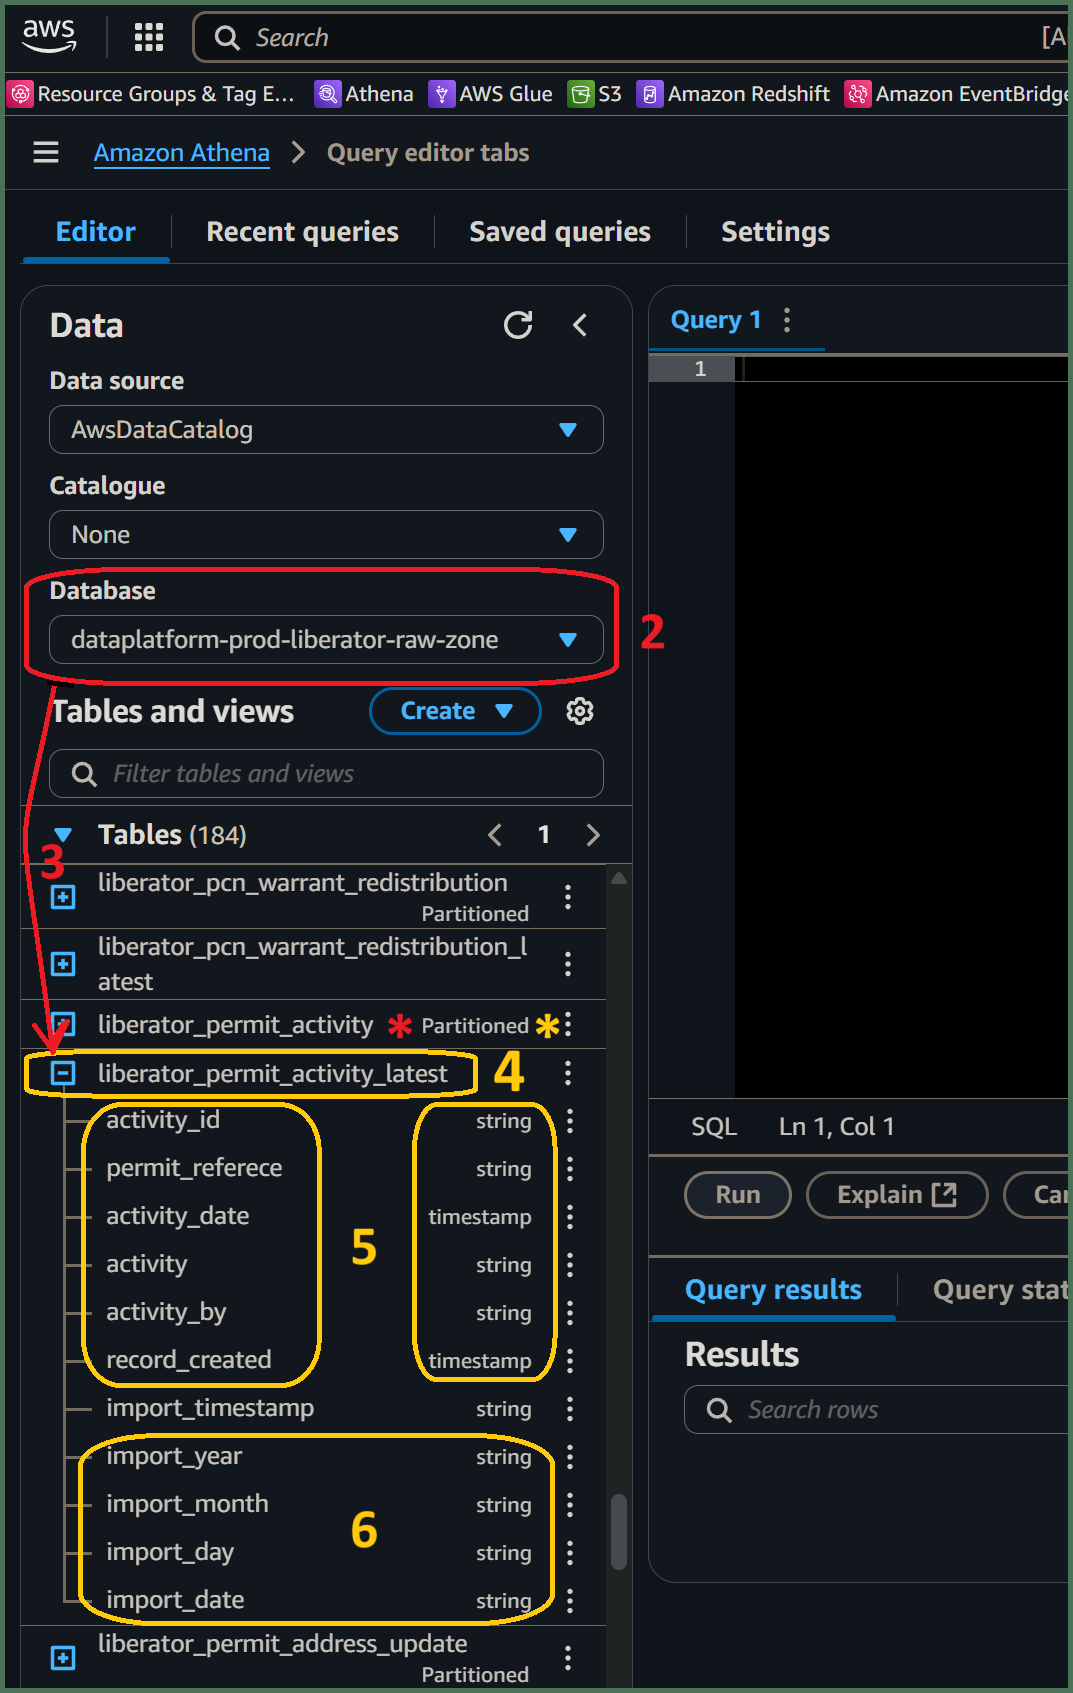 aws
Search
[A
Resource Groups & Tag E...
Athena
AWS Glue
S3
Amazon Redshift
Amazon EventBridge
Amazon Athena > Query editor tabs
Editor
Recent queries
Saved queries
Settings
Data
Data source
AwsDataCatalog
Catalogue
None
Database
dataplatform-prod-liberator-raw-zone
2
Tables and views
Create
Filter tables and views
Tables (184)
1
3
liberator_pcn_warrant_redistribution
Partitioned
liberator_pcn_warrant_redistribution_l
atest
liberator_permit_activity * Partitioned *
liberator_permit_activity_latest 4
activity_id string
permit_referece string
activity_date timestamp
5
activity string
activity_by string
record_created timestamp
import_timestamp string
import_year string
import_month string
6
import_day string
import_date string
liberator_permit_address_update
Partitioned
Query 1
1
SQL Ln 1, Col 1
Run
Explain
Can
Query results
Query stat
Results
Search rows